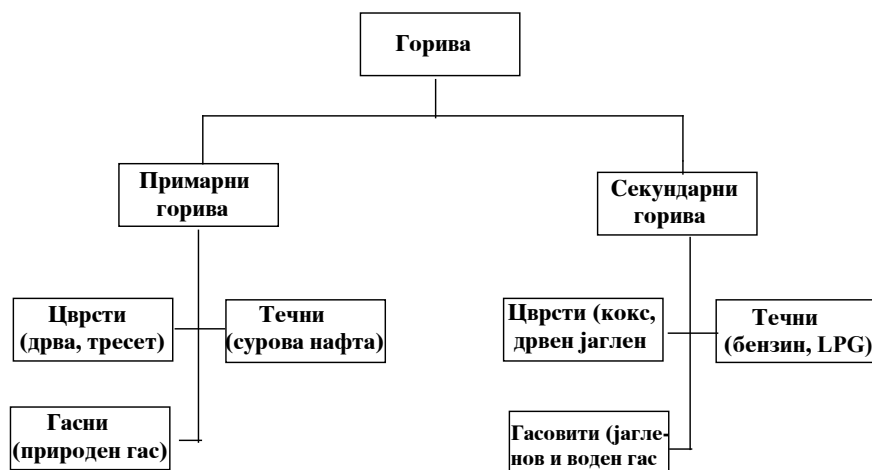 Горива
Примарни
горива
Секундарни
горива
Цврсти
(дрва, тресет)
Течни
(сурова нафта)
Цврсти (кокс,
дрвен јаглен
Течни
(бензин, LPG)
Гасни
(природен гас)
Гасовити (јагле-
нов и воден гас